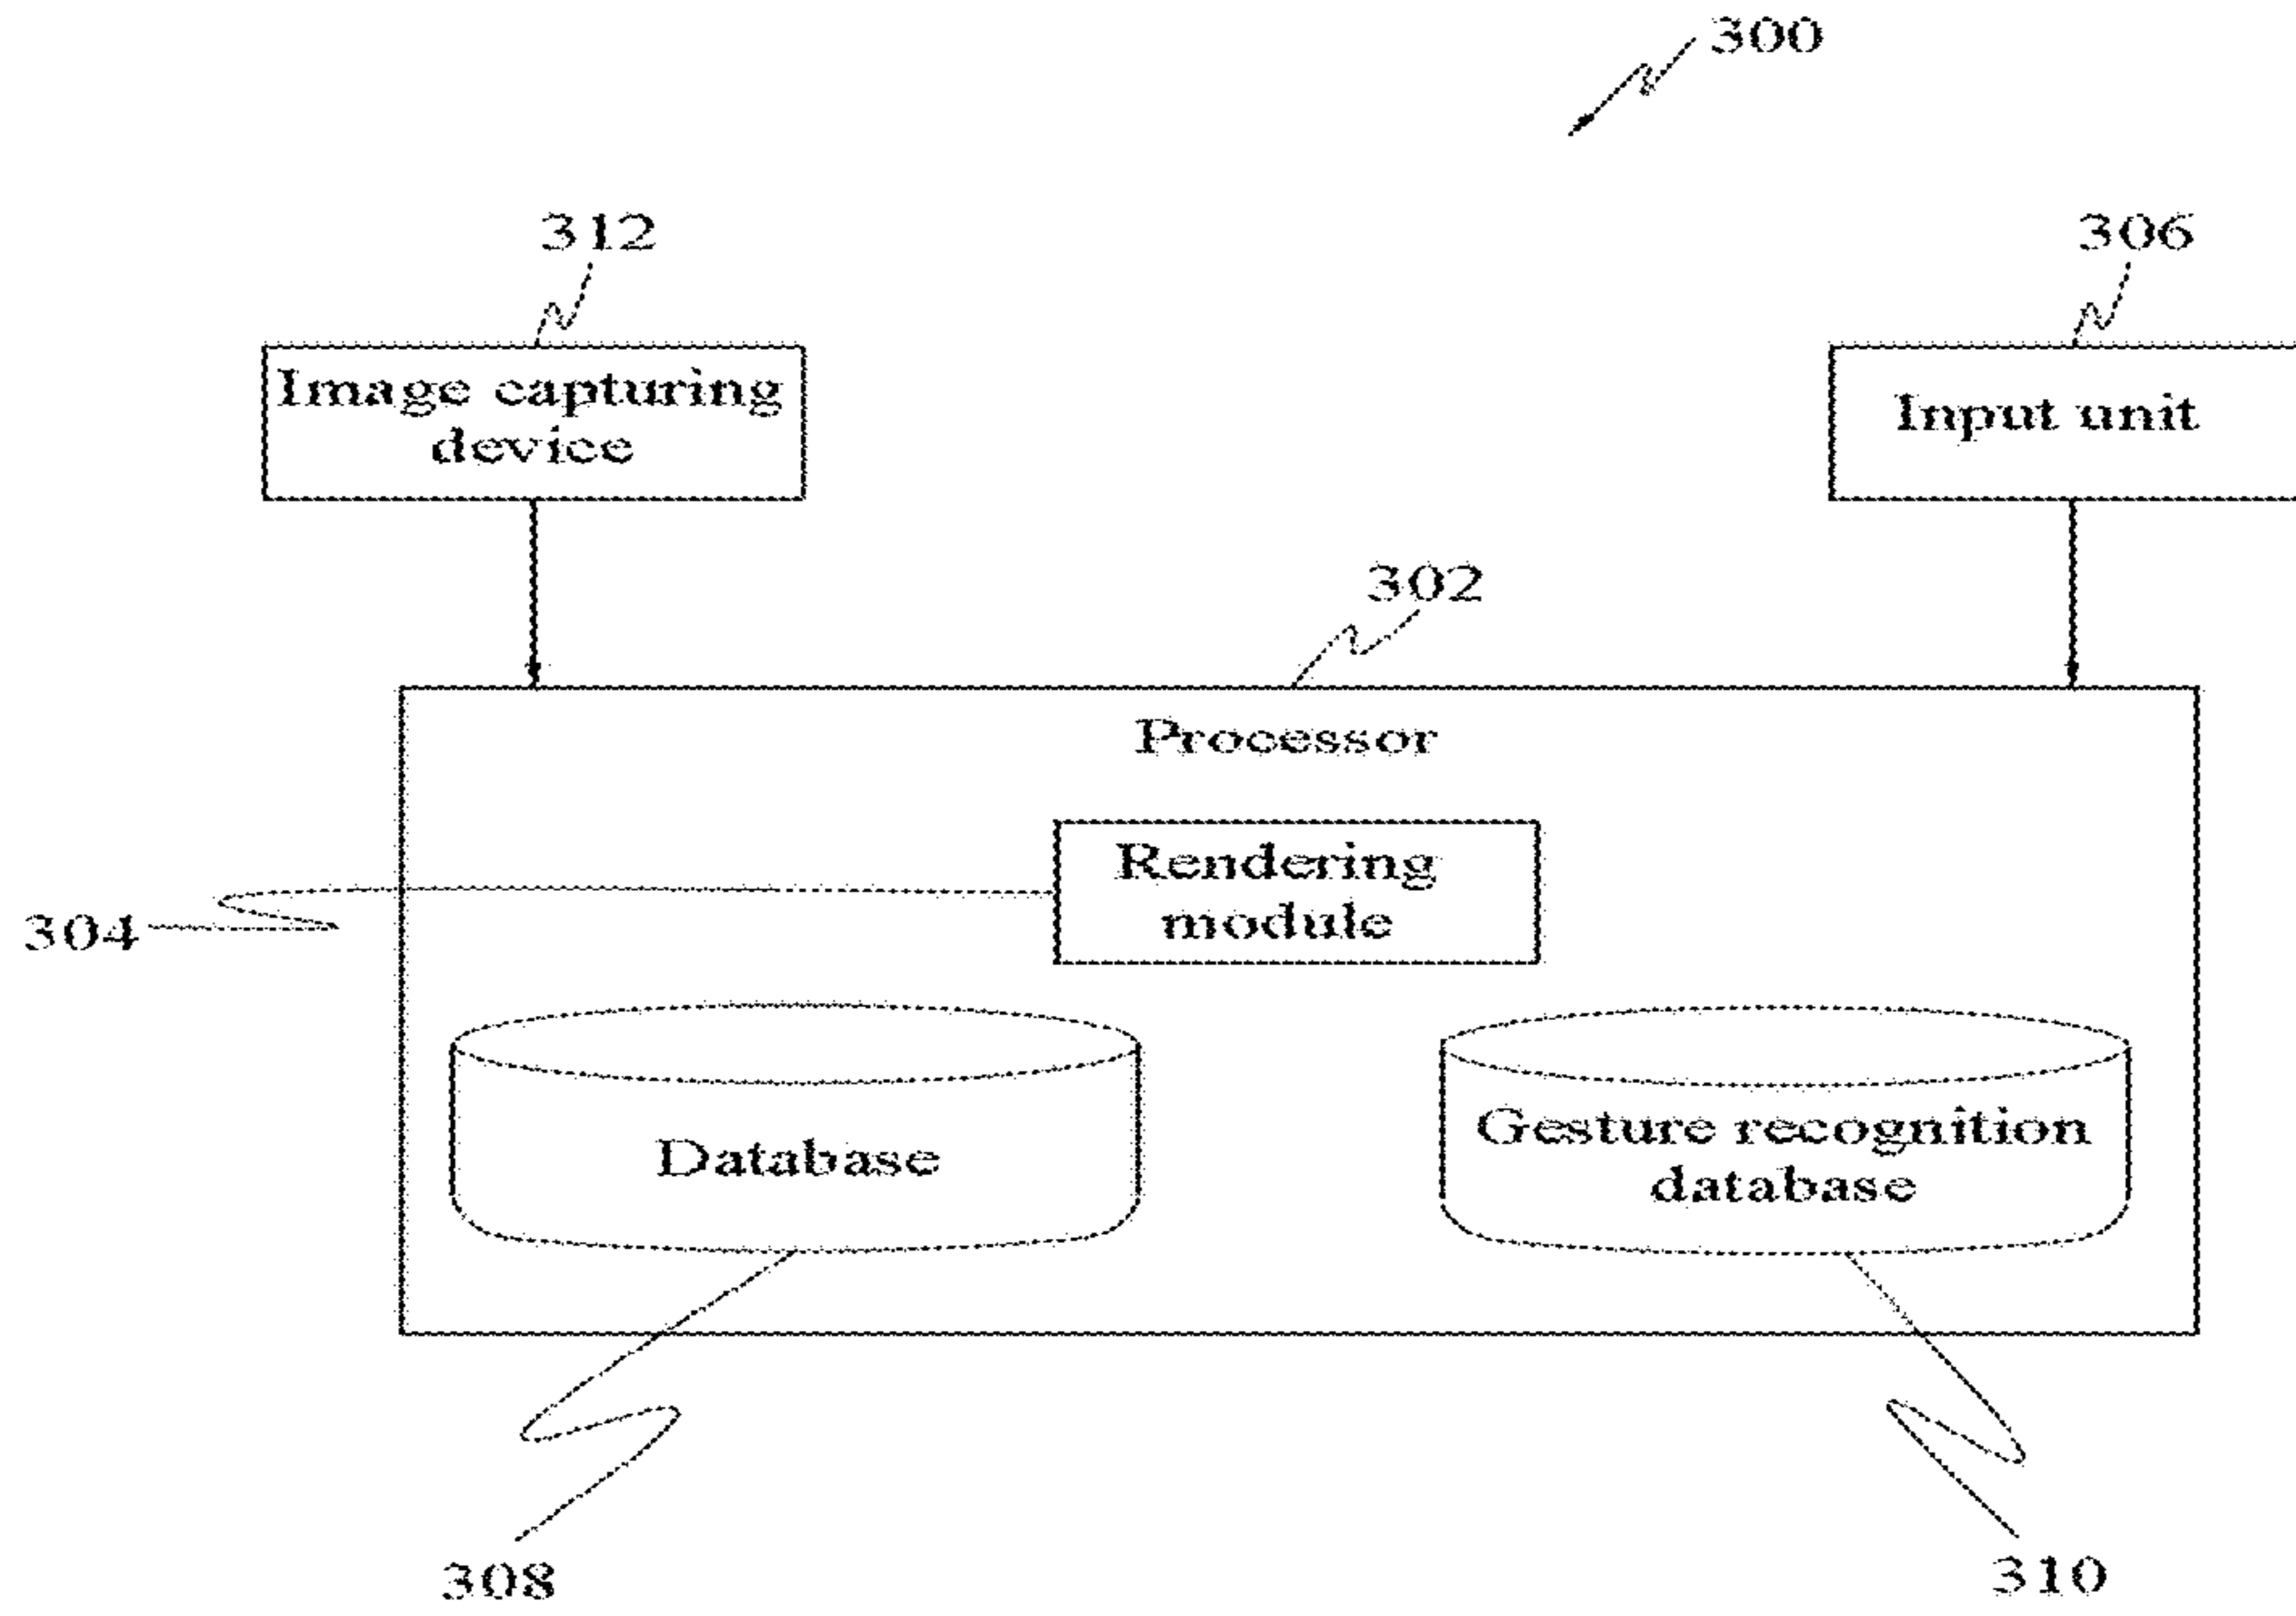 300
312
306
Image capturing
device
Input unit
302
Processor
Rendering
module
304
Database
Gesture recognition
database
308
310